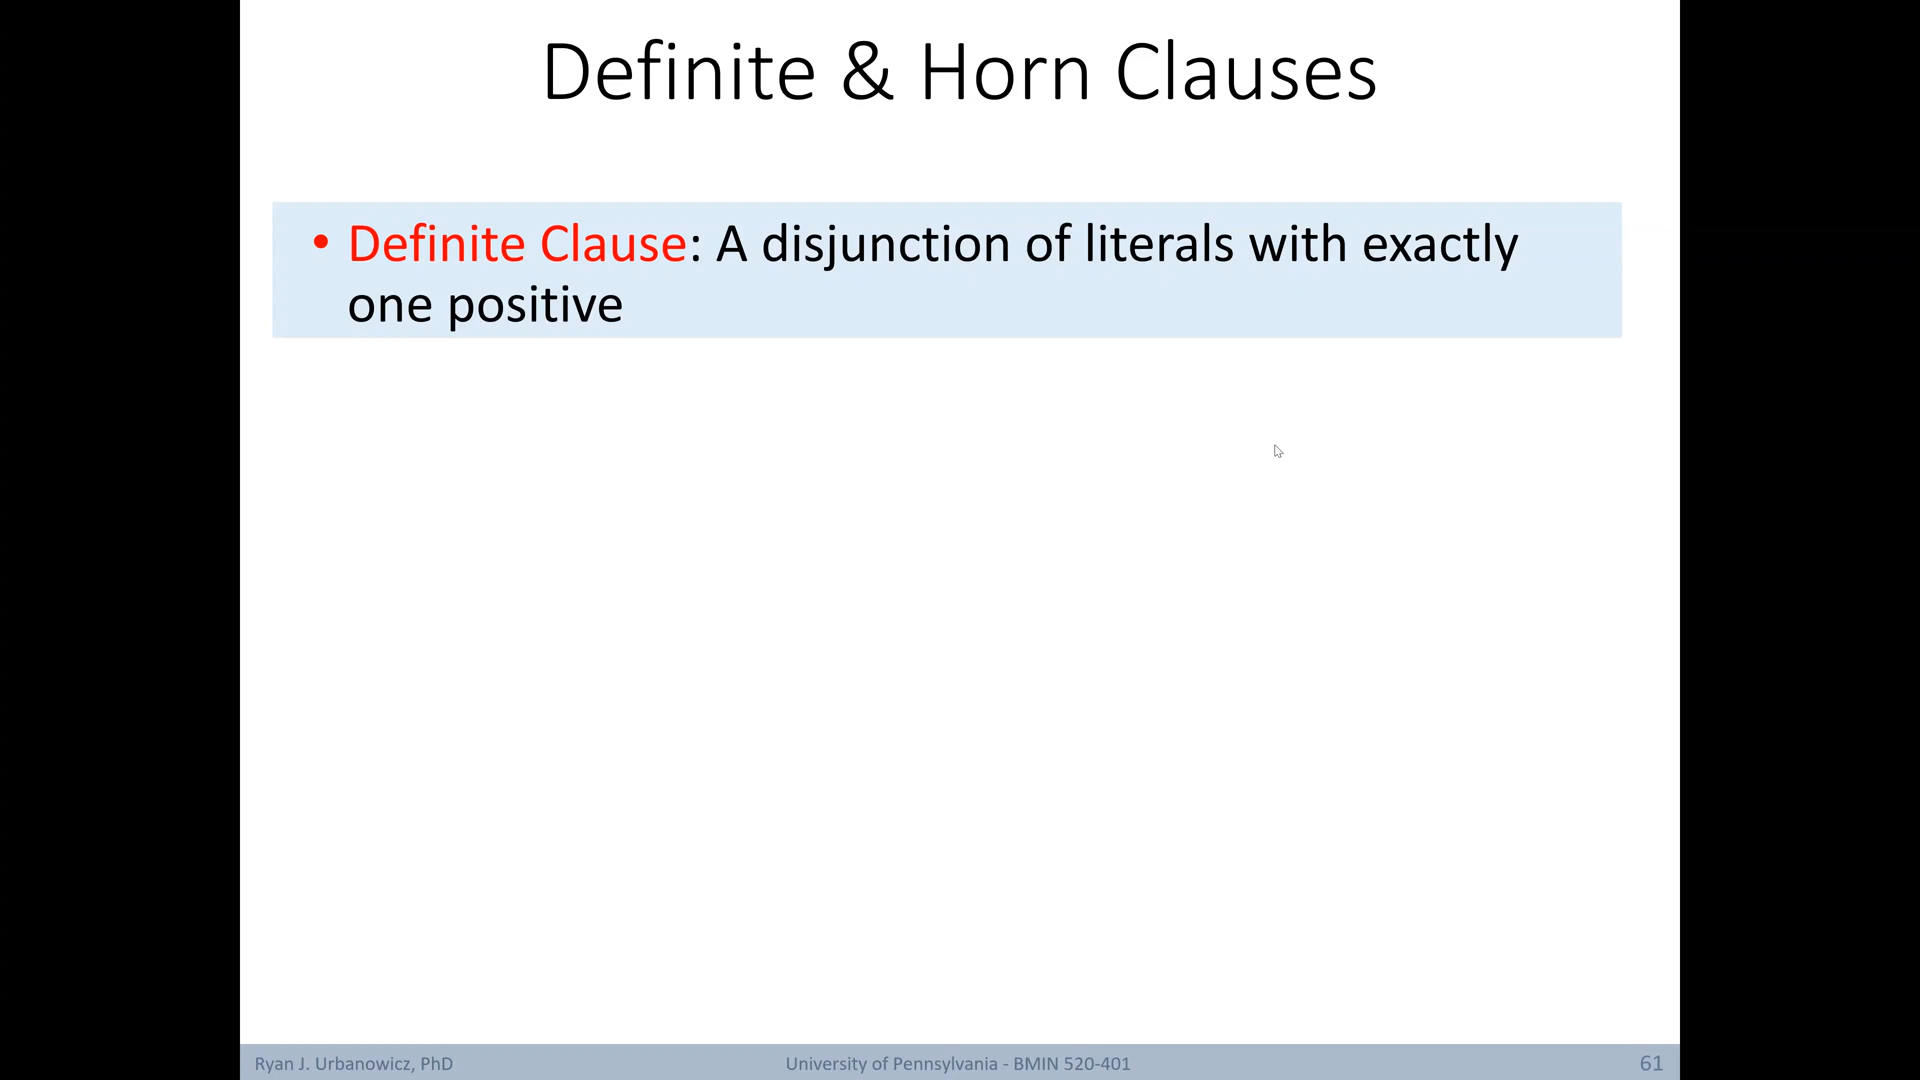 Definite & Horn Clauses
• Definite Clause: A disjunction of literals with exactly
one positive
Ryan J. Urbanowicz, PhD
University of Pennsylvania - BMIN 520-401
61